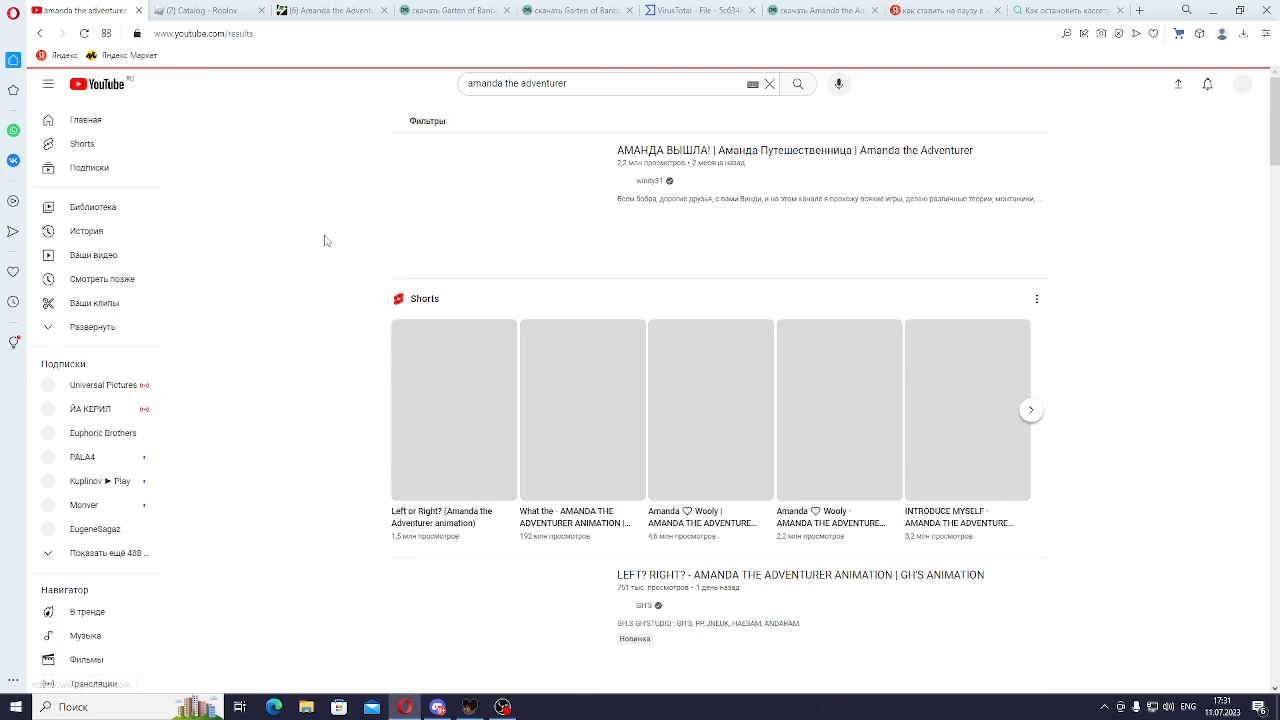 amanda the adventurer
(2) Catalog - Roblox
(6) Amanda the Adventu
скачать Garten of Banba
скачать Garten of Banba
VirusTotal - File - 5c0
скачать Amanda the Ad
как ставить на паузу в
Как остановить кассету
www.youtube.com/results
Яндекс
Яндекс Маркет
YouTube RU
amanda the adventurer
Главная
Shorts
Подписки
Библиотека
История
Ваши видео
Смотреть позже
Ваши клипы
Развернуть
Подписки
Universal Pictures
ЙА КЕРИЛ
Euphoric Brothers
PALA4
Kuplinov ► Play
Monver
EugeneSagaz
Показать ещё 488 ...
Навигатор
В тренде
Музыка
Фильмы
Трансляции
Фильтры
АМАНДА ВЫШЛА! | Аманда Путешественница | Amanda the Adventurer
2,2 млн просмотров • 2 месяца назад
windy31
Всем бобра, дорогие друзья, с вами Винди, и на этом канале я прохожу всякие игры, делаю различные теории, монтажики, ...
Shorts
Left or Right? (Amanda the
Adventurer animation)
1,5 млн просмотров
What the - AMANDA THE
ADVENTURER ANIMATION |...
192 млн просмотров
Amanda ♡ Wooly |
AMANDA THE ADVENTURE...
4,6 млн просмотров
Amanda ♡ Wooly -
AMANDA THE ADVENTURE...
2,2 млн просмотров
INTRODUCE MYSELF -
AMANDA THE ADVENTURE...
3,2 млн просмотров
LEFT? RIGHT? - AMANDA THE ADVENTURER ANIMATION | GH'S ANIMATION
751 тыс. просмотров • 1 день назад
GH'S
GH.S GH'STUDIO : GH'S, PP, JNEUK, HAESAM, ANDARAM.
Новинка
Поиск
17:31
11.07.2023
6